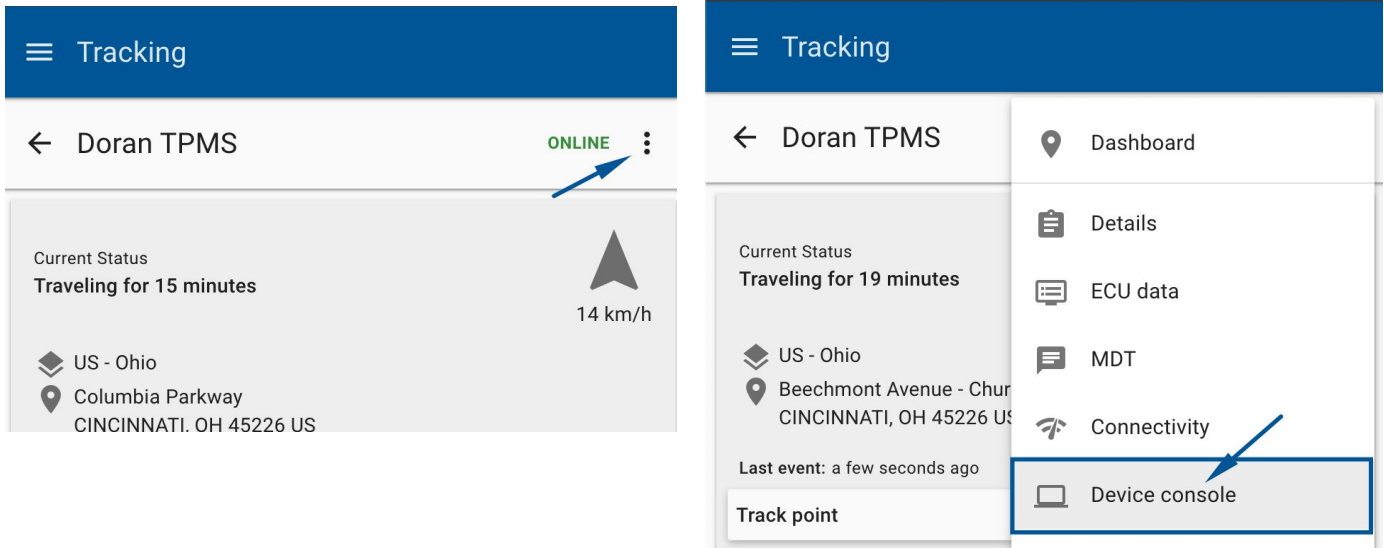 Tracking
Doran TPMS
ONLINE
Current Status
Traveling for 15 minutes
14 km/h
US - Ohio
Columbia Parkway
CINCINNATI, OH 45226 US
Tracking
Doran TPMS
Current Status
Traveling for 19 minutes
US - Ohio
Beechmont Avenue - Chur
CINCINNATI, OH 45226 US
Last event: a few seconds ago
Track point
Dashboard
Details
ECU data
MDT
Connectivity
Device console